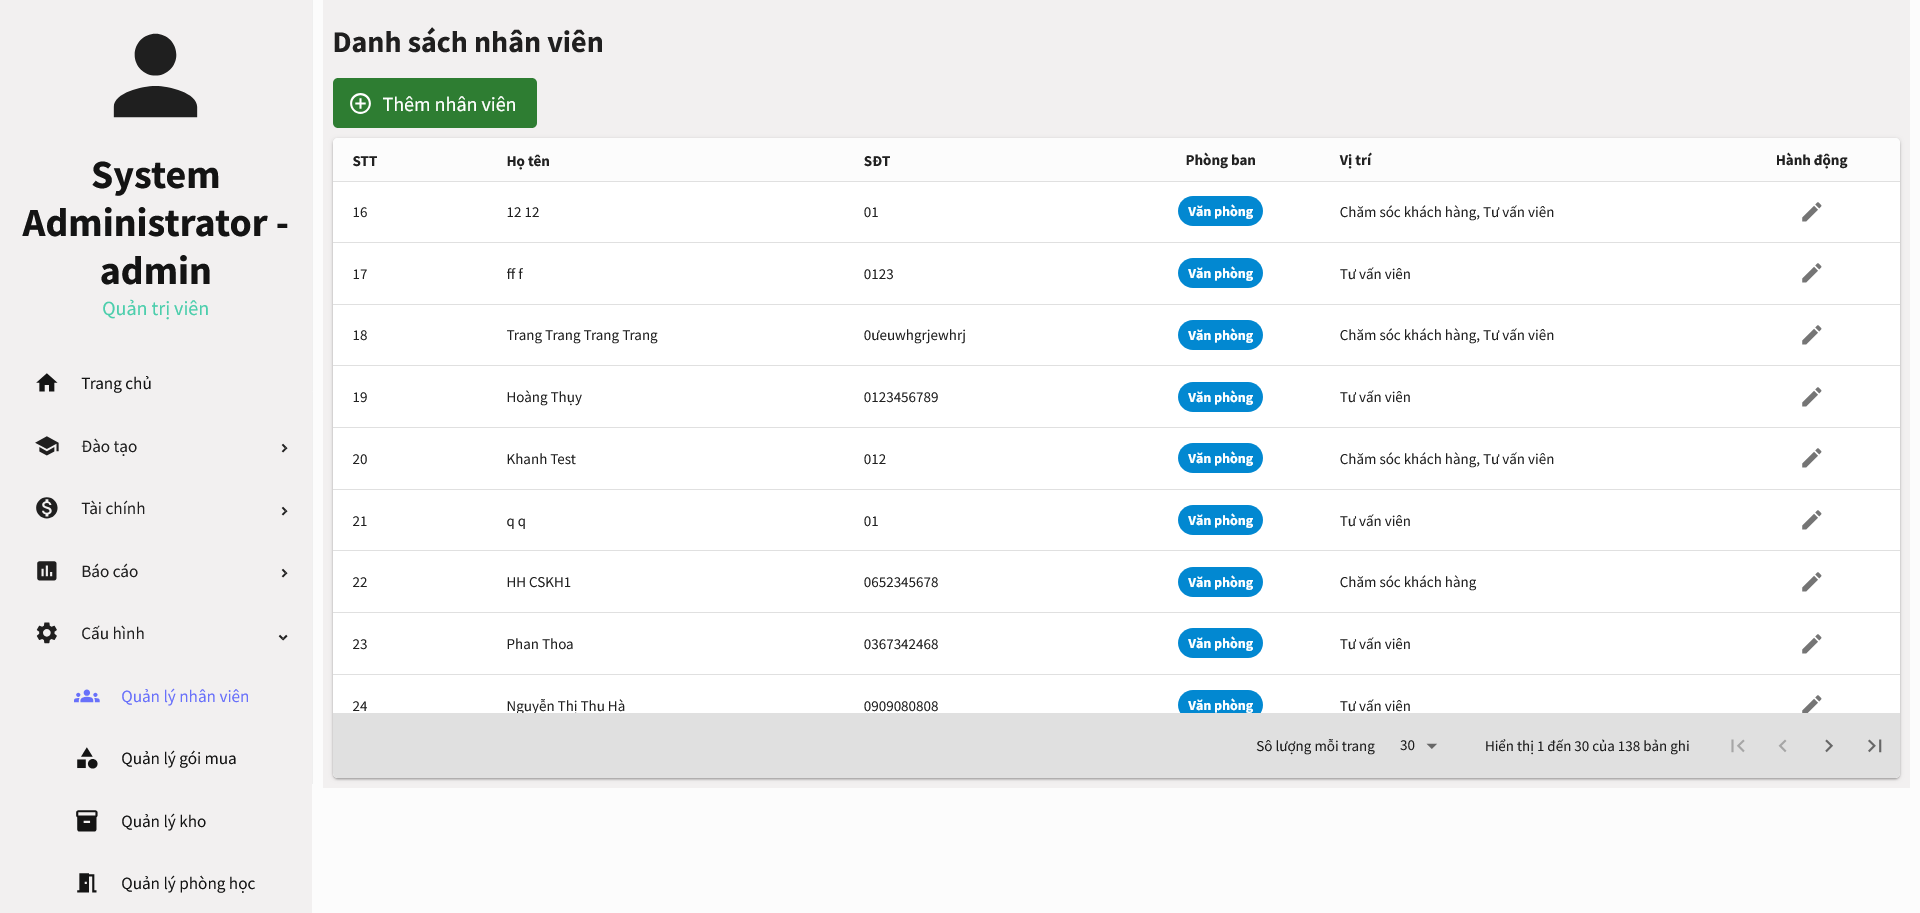 System
Administrator -
admin
Quản trị viên
Trang chủ
Đào tạo
Tài chính
Báo cáo
Cấu hình
Quản lý nhân viên
Quản lý gói mua
Quản lý kho
Quản lý phòng học
Danh sách nhân viên
Thêm nhân viên
STT Họ tên SĐT Phòng ban Vị trí Hành động
16 12 12 01 Văn phòng Chăm sóc khách hàng, Tư vấn viên
17 ff f 0123 Văn phòng Tư vấn viên
18 Trang Trang Trang Trang 0ưeuwhgrjewhrj Văn phòng Chăm sóc khách hàng, Tư vấn viên
19 Hoàng Thụy 0123456789 Văn phòng Tư vấn viên
20 Khanh Test 012 Văn phòng Chăm sóc khách hàng, Tư vấn viên
21 q q 01 Văn phòng Tư vấn viên
22 HH CSKH1 0652345678 Văn phòng Chăm sóc khách hàng
23 Phan Thoa 0367342468 Văn phòng Tư vấn viên
24 Nguyễn Thị Thu Hà 0909080808 Văn phòng Tư vấn viên
Số lượng mỗi trang 30 Hiển thị 1 đến 30 của 138 bản ghi